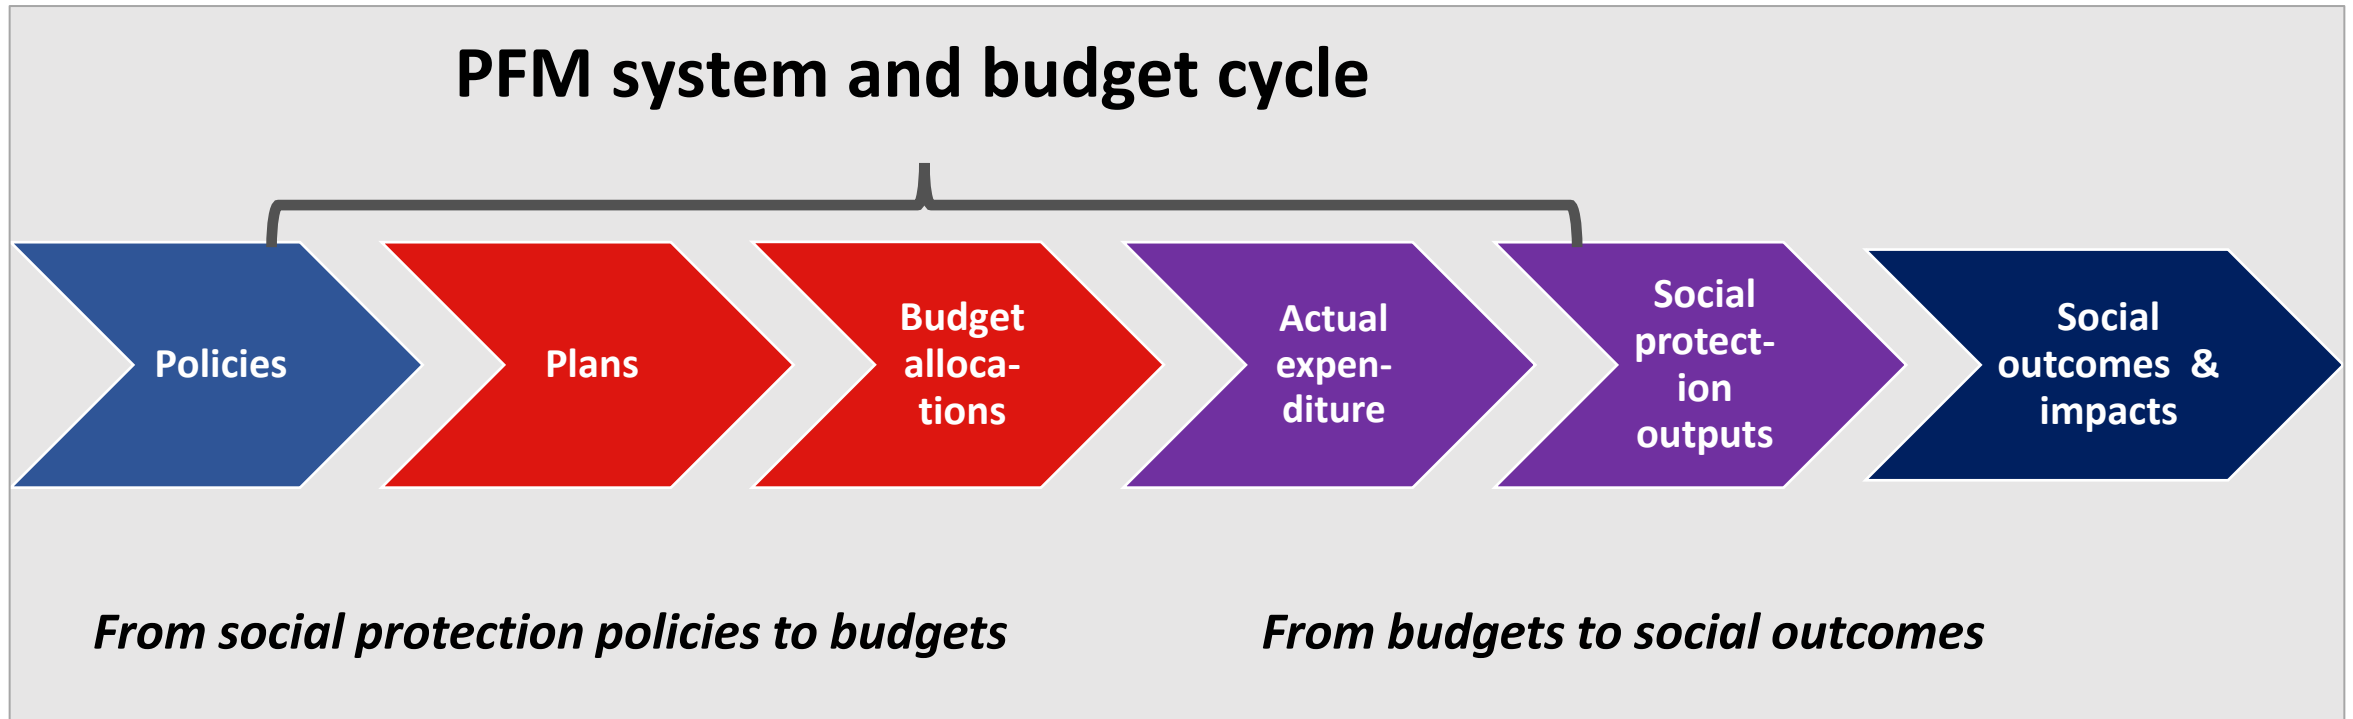 PFM system and budget cycle
Policies
Plans
Budget
alloca-
tions
Actual
expen-
diture
Social
protect-
ion
outputs
Social
outcomes &
impacts
From social protection policies to budgets
From budgets to social outcomes